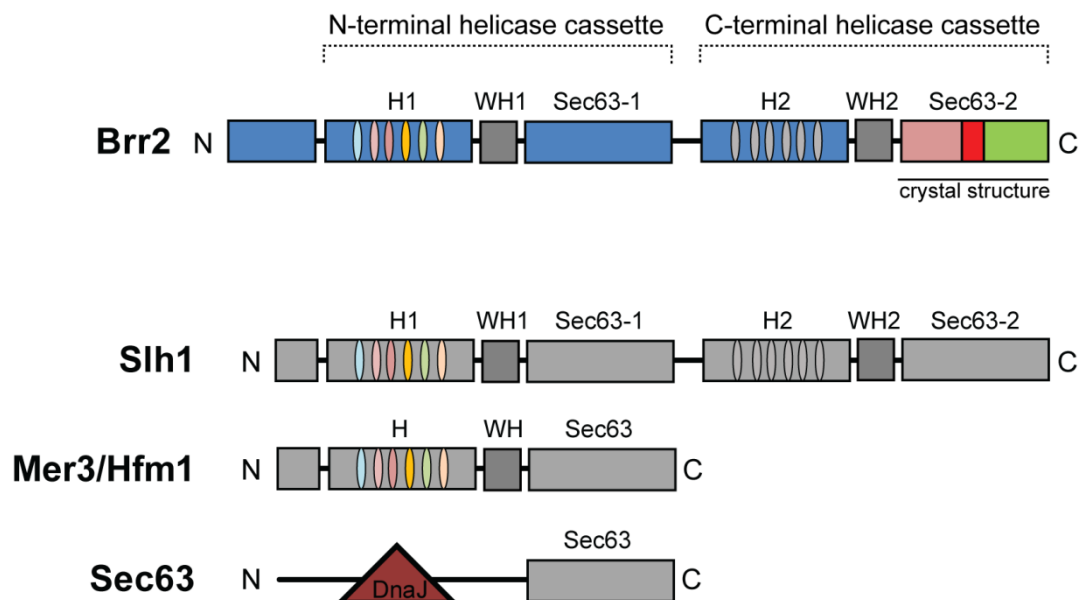 N-terminal helicase cassette C-terminal helicase cassette
H1 WH1 Sec63-1 H2 WH2 Sec63-2
Brr2 N C
crystal structure
H1 WH1 Sec63-1 H2 WH2 Sec63-2
Slh1 N C
H WH Sec63
Mer3/Hfm1 N C
Sec63
Sec63 N C
DnaJ